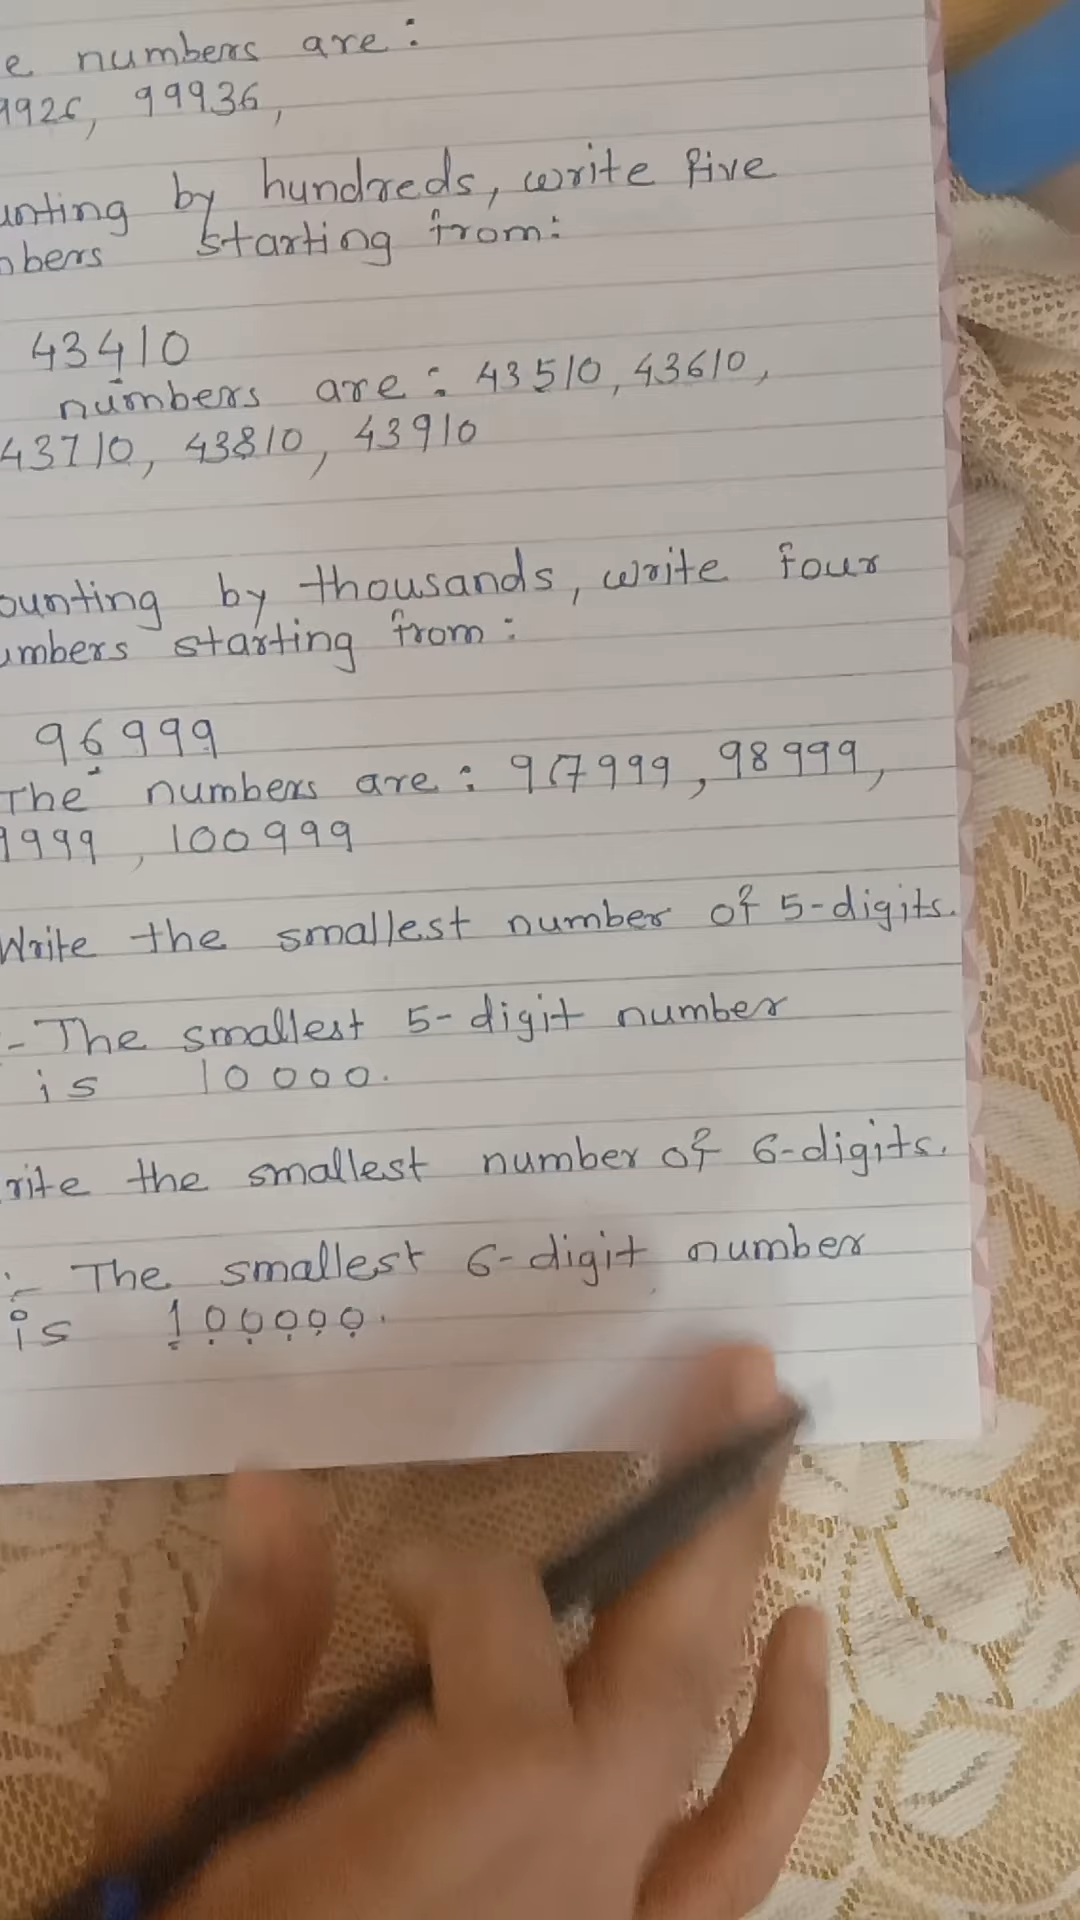 e numbers are:
9926, 99936,
unting by hundreds, write five
bers starting from:
43410
numbers are: 43510, 43610,
43710, 43810, 43910
ounting by thousands, write four
umbers starting from:
96999
The numbers are: 97999, 98999,
9999, 100999
Write the smallest number of 5-digits.
- The smallest 5-digit number
is 10000.
rite the smallest number of 6-digits.
:- The smallest 6-digit number
is 100000.